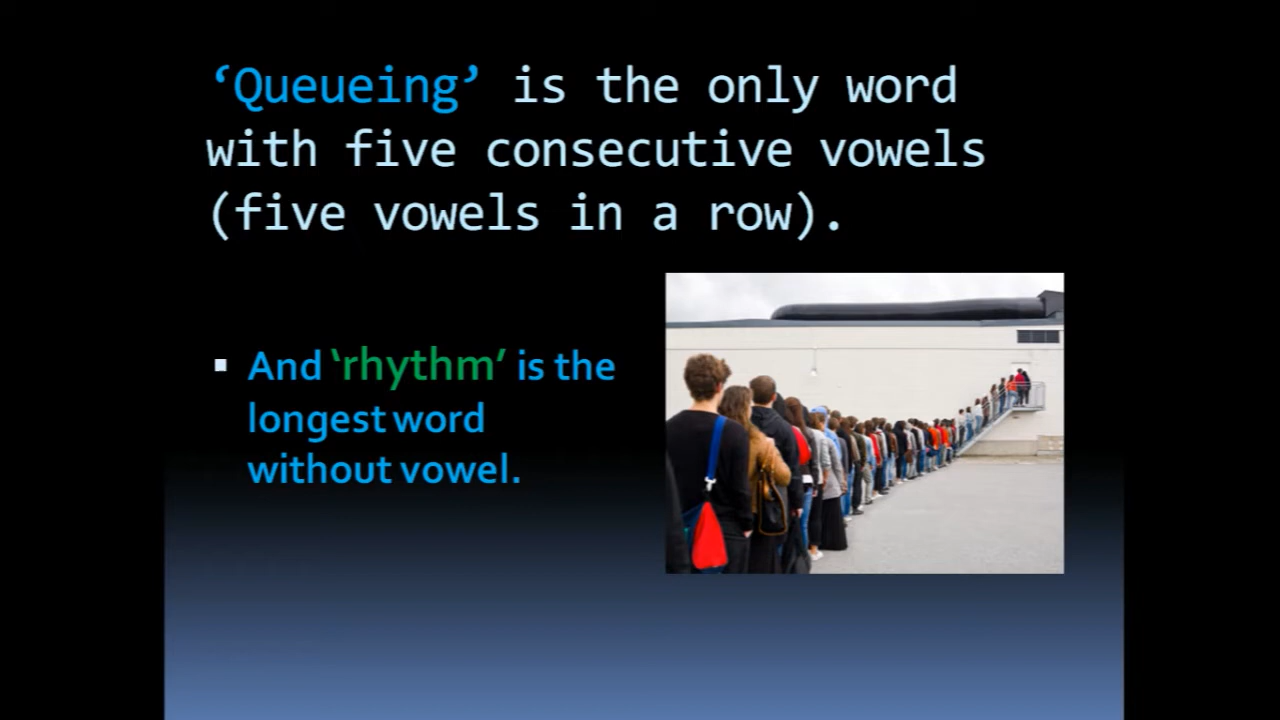 ‘Queueing’ is the only word
with five consecutive vowels
(five vowels in a row).
▪ And ‘rhythm’ is the
longest word
without vowel.